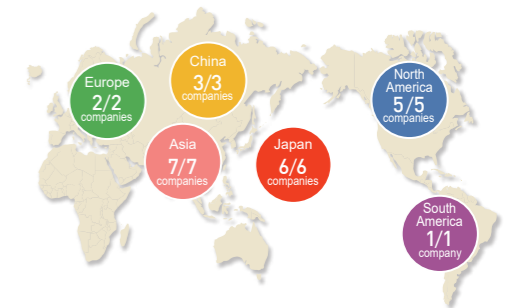 China
3/3
companies
Europe
2/2
companies
North
America
5/5
companies
Asia
7/7
companies
Japan
6/6
companies
South
America
1/1
company